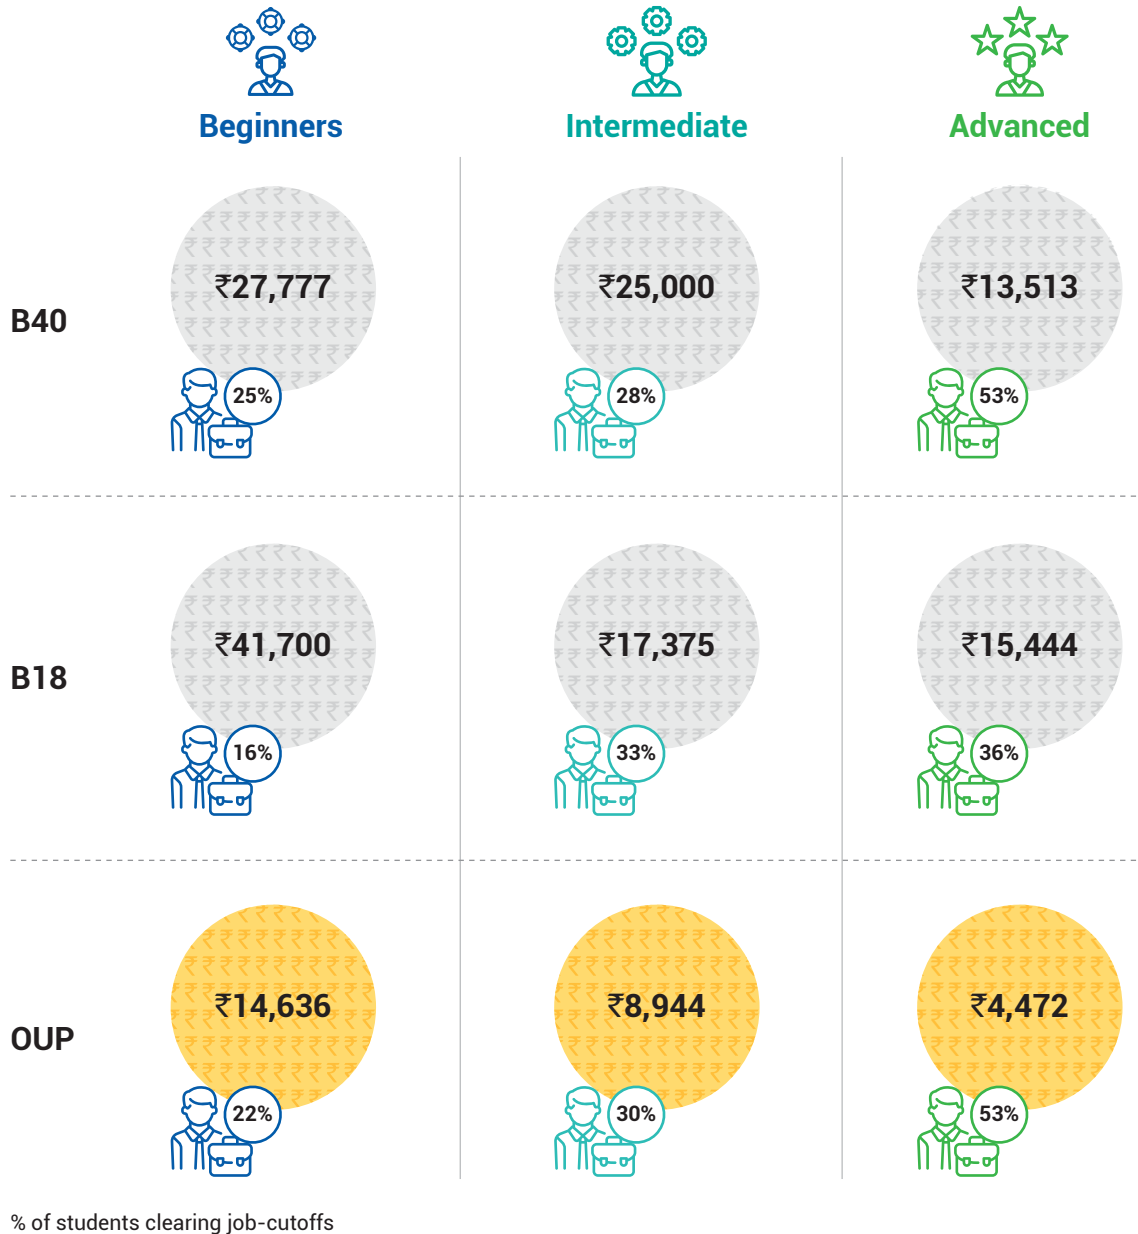 Beginners
Intermediate
Advanced
B40
₹27,777
25%
₹25,000
28%
₹13,513
53%
B18
₹41,700
16%
₹17,375
33%
₹15,444
36%
OUP
₹14,636
22%
₹8,944
30%
₹4,472
53%
% of students clearing job-cutoffs